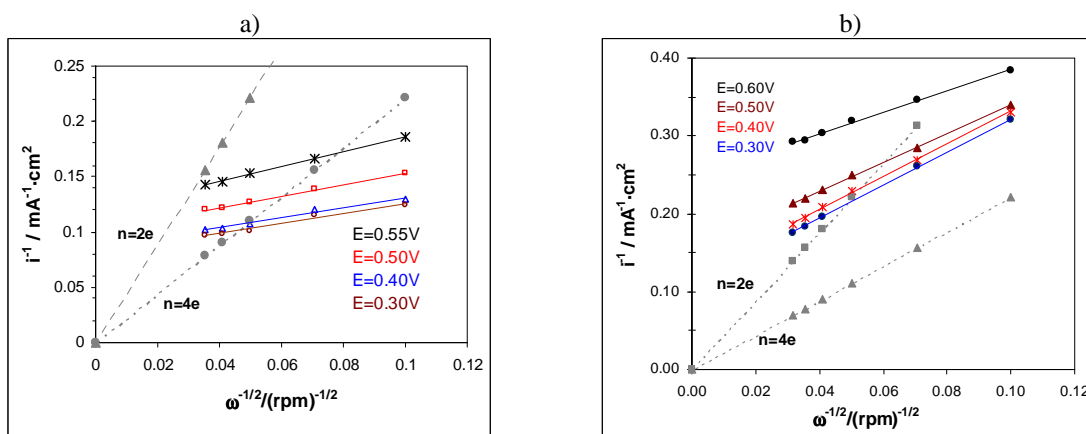 a)
i⁻¹ / mA⁻¹·cm²
0.25
0.2
0.15
0.1
0.05
0
n=2e
n=4e
E=0.55V
E=0.50V
E=0.40V
E=0.30V
0
0.02
0.04
0.06
0.08
0.1
0.12
ω⁻¹/²/(rpm)⁻¹/²
b)
i⁻¹ / mA⁻¹·cm²
0.40
0.30
0.20
0.10
0.00
E=0.60V
E=0.50V
E=0.40V
E=0.30V
n=2e
n=4e
0.00
0.02
0.04
0.06
0.08
0.10
0.12
ω⁻¹/²/(rpm)⁻¹/²